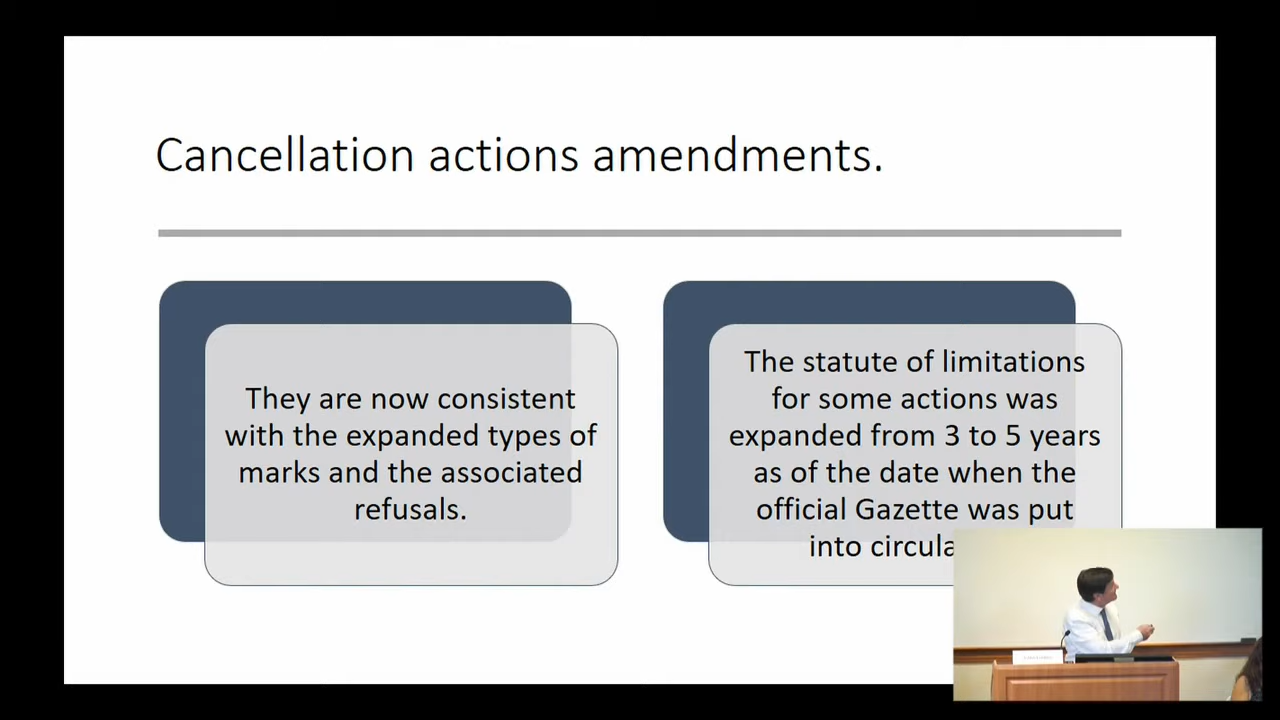 Cancellation actions amendments.
They are now consistent
with the expanded types of
marks and the associated
refusals.
The statute of limitations
for some actions was
expanded from 3 to 5 years
as of the date when the
official Gazette was put
into